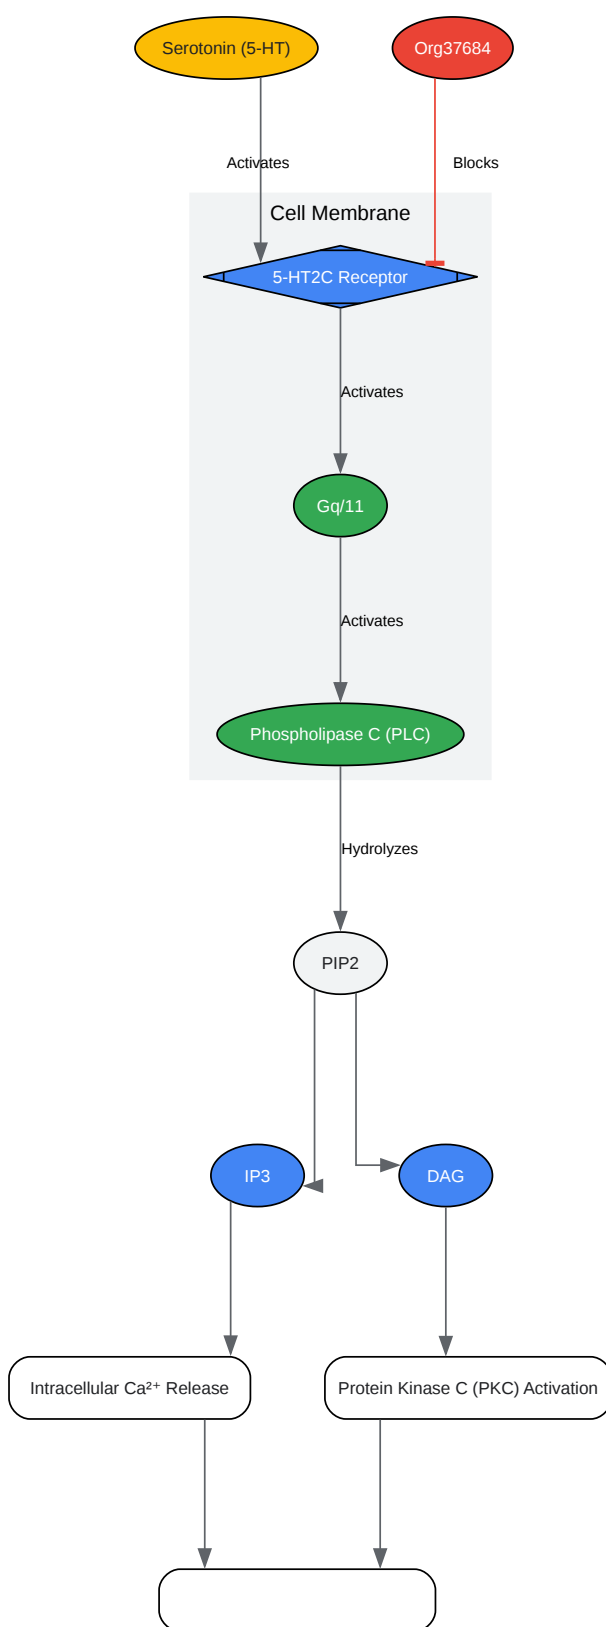 Serotonin (5-HT)
Org37684
Activates
Blocks
Cell Membrane
5-HT2C Receptor
Activates
Gq/11
Activates
Phospholipase C (PLC)
Hydrolyzes
PIP2
IP3
DAG
Intracellular Ca²⁺ Release
Protein Kinase C (PKC) Activation